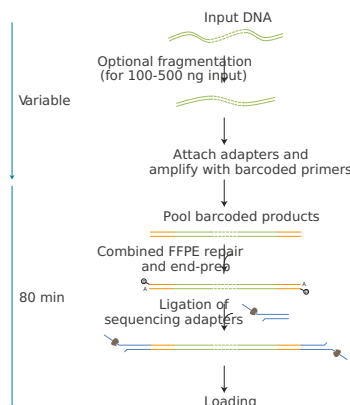 Input DNA
Optional fragmentation
(for 100-500 ng input)
Variable
Attach adapters and
amplify with barcoded primers
Pool barcoded products
Combined FFPE repair
and end-prep
A
A
80 min
Ligation of
sequencing adapters
Loading